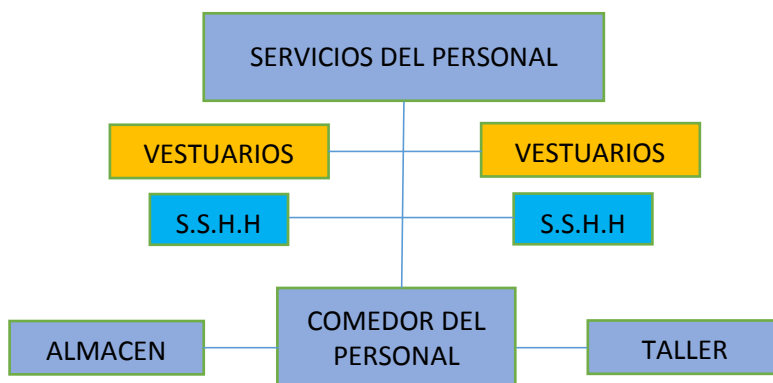 SERVICIOS DEL PERSONAL
VESTUARIOS
VESTUARIOS
S.S.H.H
S.S.H.H
ALMACEN
COMEDOR DEL
PERSONAL
TALLER